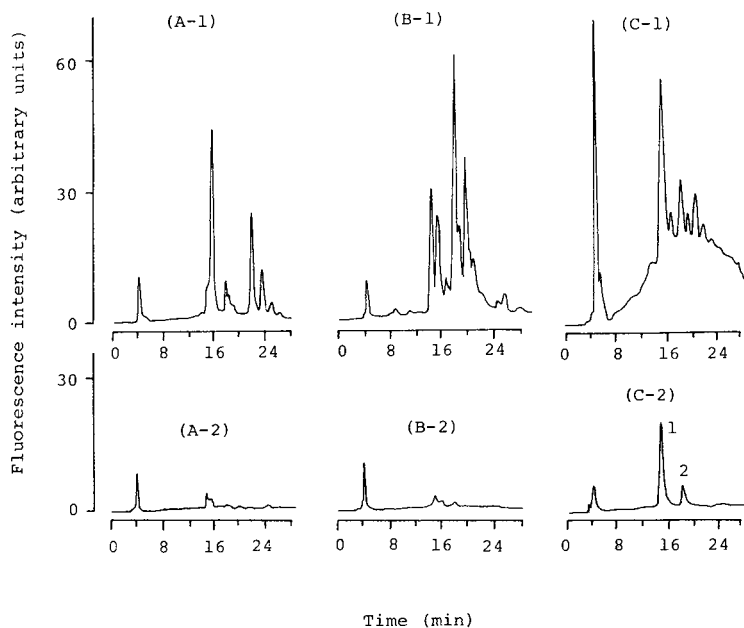 Fluorescence intensity (arbitrary units)
(A-1)
(B-1)
(C-1)
60
30
0
0 8 16 24
0 8 16 24
0 8 16 24
(A-2)
(B-2)
(C-2)
30
0
1
2
0 8 16 24
0 8 16 24
0 8 16 24
Time (min)